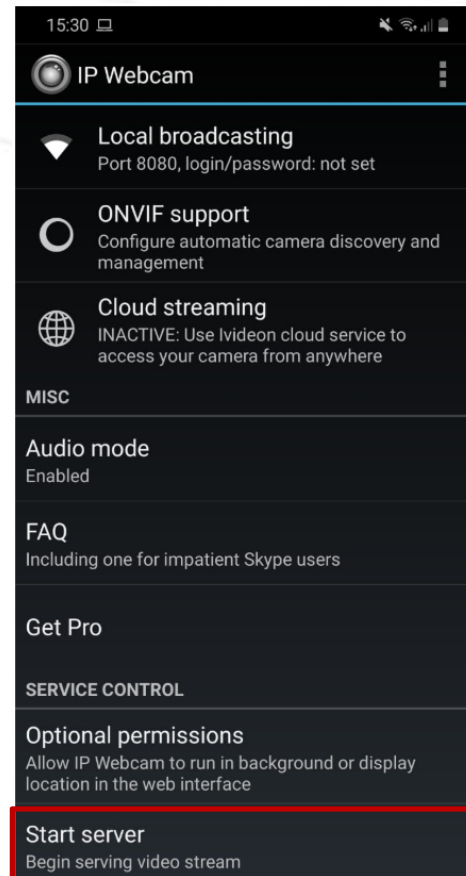 15:30
IP Webcam
Local broadcasting
Port 8080, login/password: not set
ONVIF support
Configure automatic camera discovery and
management
Cloud streaming
INACTIVE: Use Ivideon cloud service to
access your camera from anywhere
MISC
Audio mode
Enabled
FAQ
Including one for impatient Skype users
Get Pro
SERVICE CONTROL
Optional permissions
Allow IP Webcam to run in background or display
location in the web interface
Start server
Begin serving video stream